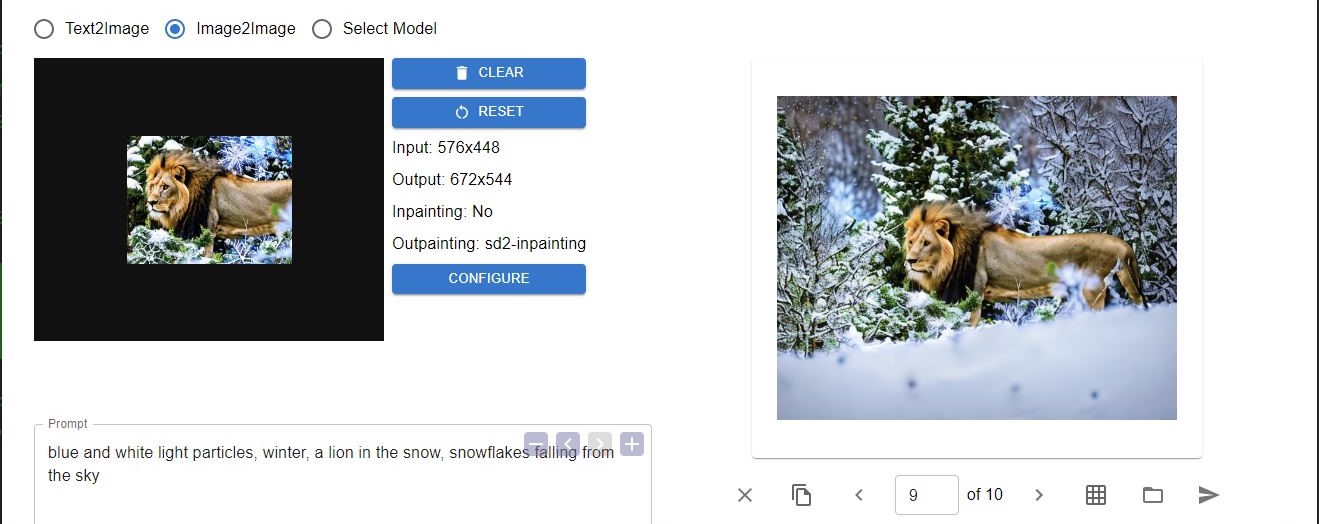 Text2Image Image2Image Select Model
CLEAR
RESET
Input: 576x448
Output: 672x544
Inpainting: No
Outpainting: sd2-inpainting
CONFIGURE
Prompt
blue and white light particles, winter, a lion in the snow, snowflakes falling from
the sky
9 of 10